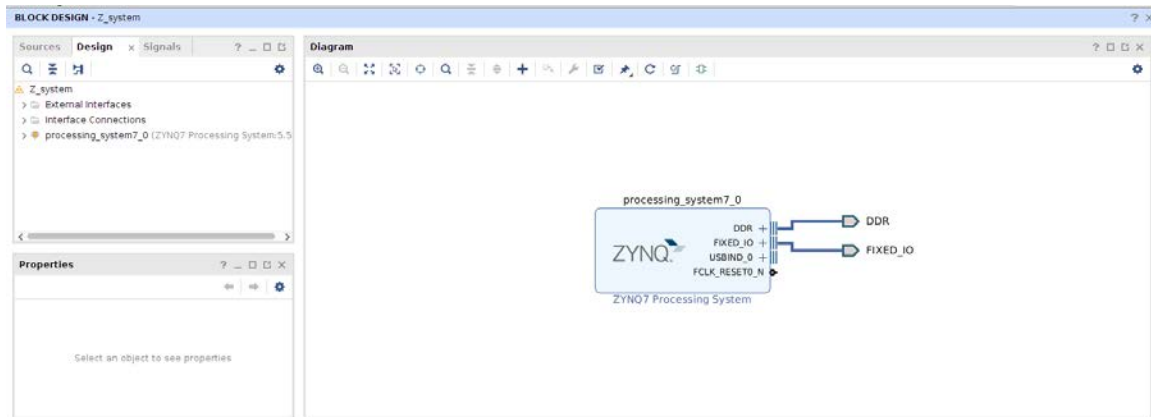 BLOCK DESIGN - Z_system
Sources Design × Signals
Z_system
External Interfaces
Interface Connections
processing_system7_0 (ZYNQ7 Processing System:5.5
Properties
Select an object to see properties
Diagram
processing_system7_0
ZYNQ
DDR
FIXED_IO
USBIND_0
FCLK_RESET0_N
ZYNQ7 Processing System
DDR
FIXED_IO